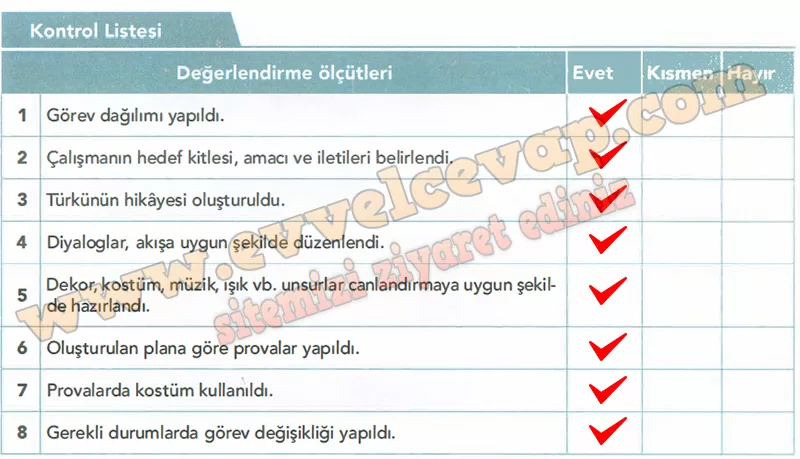 Kontrol Listesi
Değerlendirme ölçütleri Evet Kısmen Hayır
1 Görev dağılımı yapıldı.
2 Çalışmanın hedef kitlesi, amacı ve iletileri belirlendi.
3 Türkünün hikâyesi oluşturuldu.
4 Diyaloglar, akışa uygun şekilde düzenlendi.
5 Dekor, kostüm, müzik, ışık vb. unsurlar canlandırmaya uygun şekil-
de hazırlandı.
6 Oluşturulan plana göre provalar yapıldı.
7 Provalarda kostüm kullanıldı.
8 Gerekli durumlarda görev değişikliği yapıldı.
www.evvelcevap.com
sitemizi ziyaret ediniz